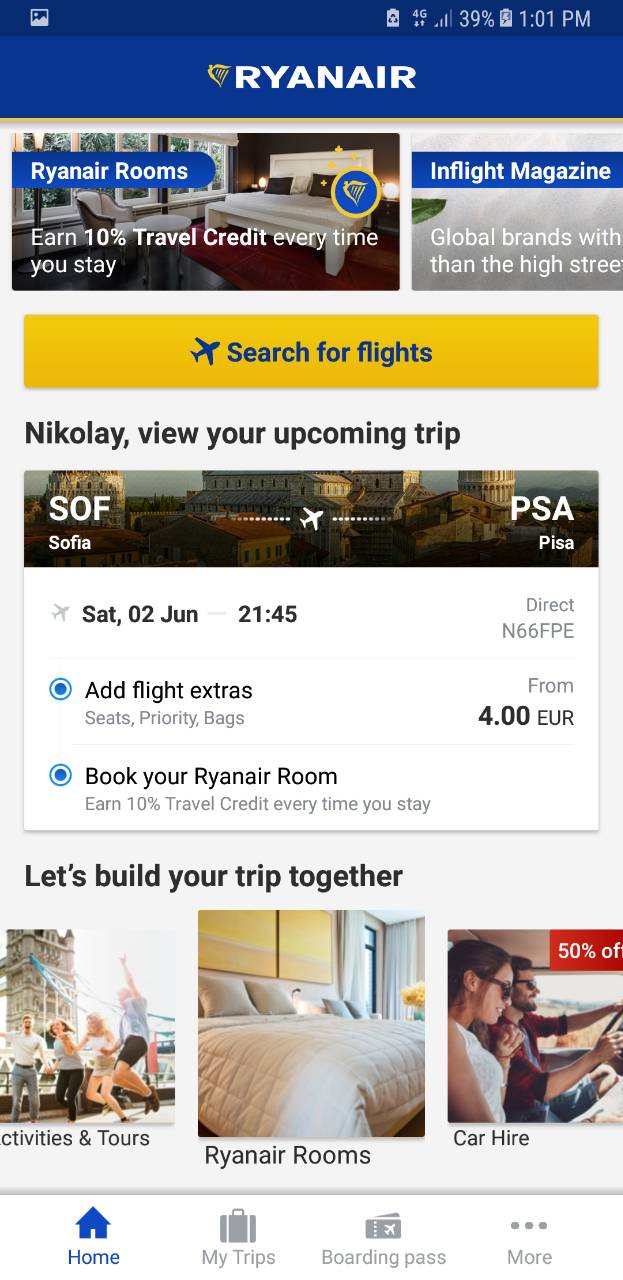 4G 39% 1:01 PM
RYANAIR
Ryanair Rooms
Earn 10% Travel Credit every time
you stay
Inflight Magazine
Global brands with
than the high stree
Search for flights
Nikolay, view your upcoming trip
SOF PSA
Sofia Pisa
Sat, 02 Jun — 21:45
Direct
N66FPE
Add flight extras
Seats, Priority, Bags
From
4.00 EUR
Book your Ryanair Room
Earn 10% Travel Credit every time you stay
Let's build your trip together
50% off
ctivities & Tours
Ryanair Rooms
Car Hire
Home My Trips Boarding pass More